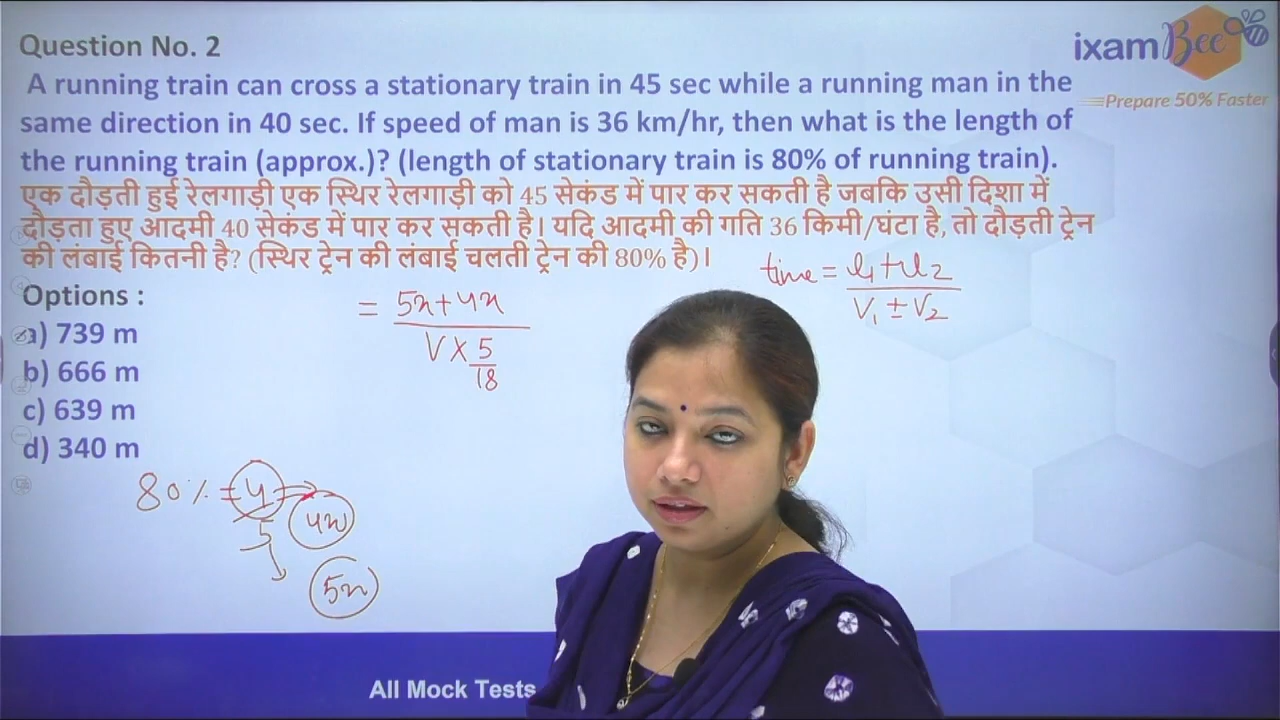 Question No. 2
A running train can cross a stationary train in 45 sec while a running man in the
same direction in 40 sec. If speed of man is 36 km/hr, then what is the length of
the running train (approx.)? (length of stationary train is 80% of running train).
एक दौड़ती हुई रेलगाड़ी एक स्थिर रेलगाड़ी को 45 सेकंड में पार कर सकती है जबकि उसी दिशा में
दौड़ता हुए आदमी 40 सेकंड में पार कर सकती है। यदि आदमी की गति 36 किमी/घंटा है, तो दौड़ती ट्रेन
की लंबाई कितनी है? (स्थिर ट्रेन की लंबाई चलती ट्रेन की 80% है)।
Options :
a) 739 m
b) 666 m
c) 639 m
d) 340 m
ixamBee
Prepare 50% Faster
time = l1+l2
V1 ± V2
= 5x+4x
V × 5
18
80% = 4
5
4x
5x
All Mock Tests